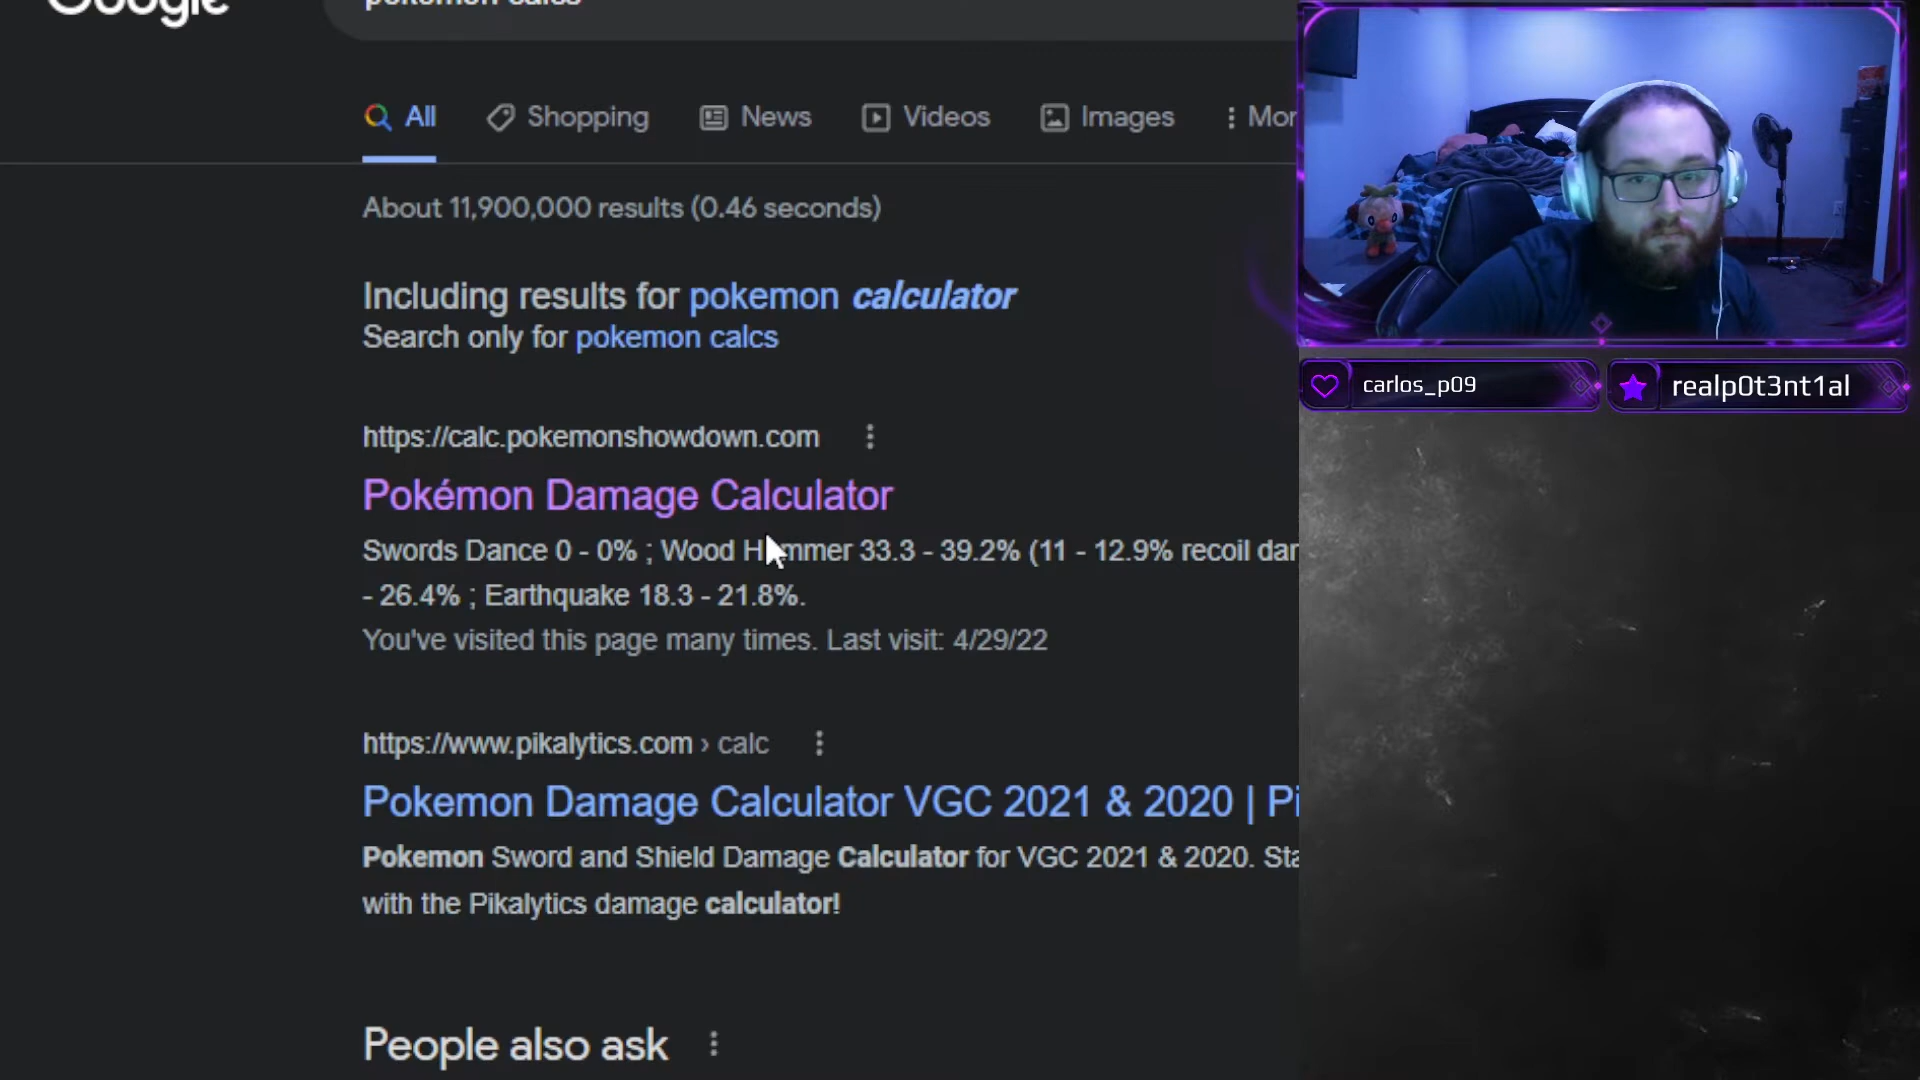 Google
pokemon calcs
All
Shopping
News
Videos
Images
Mor
About 11,900,000 results (0.46 seconds)
Including results for pokemon calculator
Search only for pokemon calcs
https://calc.pokemonshowdown.com
Pokémon Damage Calculator
Swords Dance 0 - 0% ; Wood Hammer 33.3 - 39.2% (11 - 12.9% recoil dar
- 26.4% ; Earthquake 18.3 - 21.8%.
You've visited this page many times. Last visit: 4/29/22
https://www.pikalytics.com › calc
Pokemon Damage Calculator VGC 2021 & 2020 | Pi
Pokemon Sword and Shield Damage Calculator for VGC 2021 & 2020. Sta
with the Pikalytics damage calculator!
People also ask
carlos_p09
realp0t3nt1al